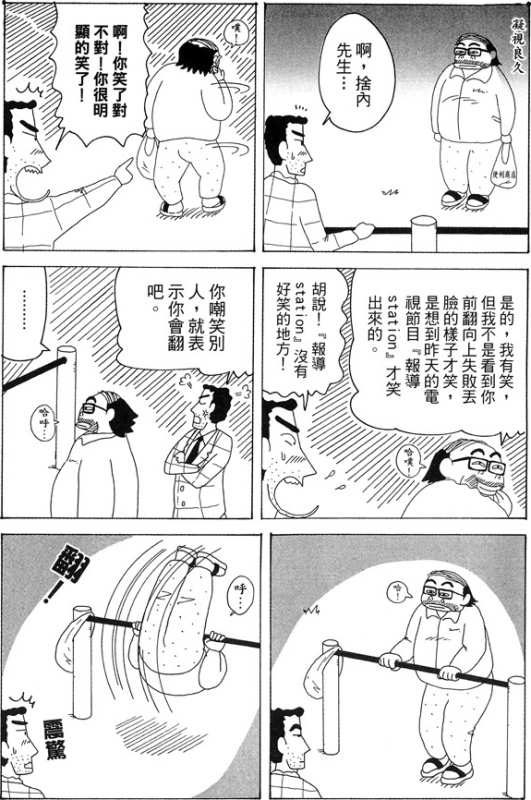 凝視良久
啊，捨內
先生…
便利商店
噗！
啊！你笑了對
不對！你很明
顯的笑了！
是的，我有笑，
但我不是看到你
前翻向上失敗丟
臉的樣子才笑，
是想到昨天的電
視節目『報導
station』才笑
出來的。
胡說！『報導
station』沒有
好笑的地方！
哈噗！
你嘲笑別
人，就表
示你會翻
吧。
………
哈呼…
哈！
呼…
翻！
震驚